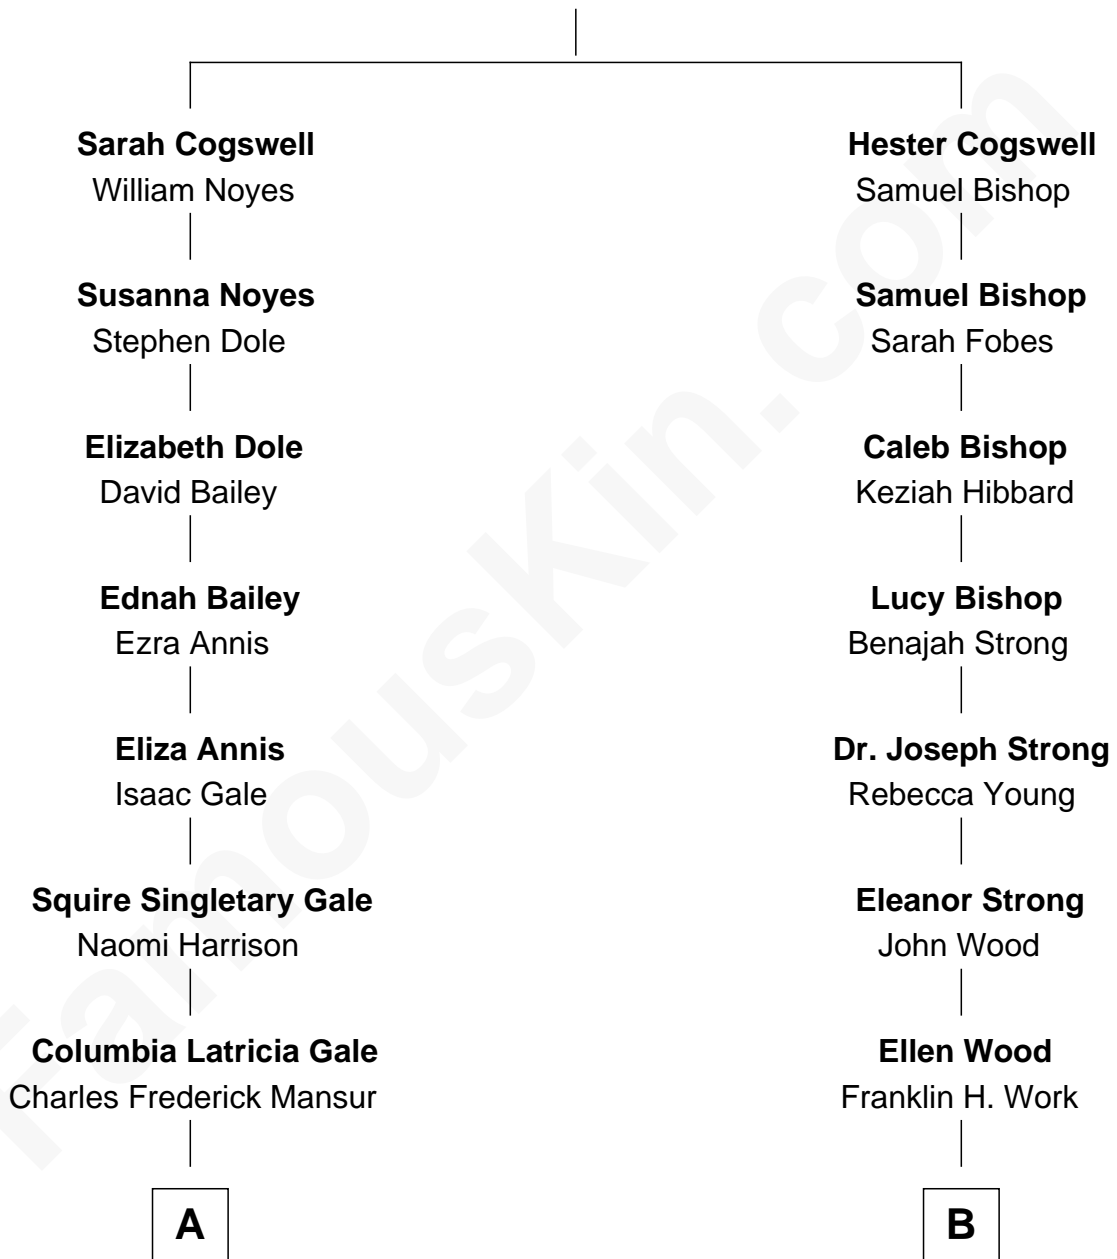 Sarah Cogswell
William Noyes
Susanna Noyes
Stephen Dole
Elizabeth Dole
David Bailey
Ednah Bailey
Ezra Annis
Eliza Annis
Isaac Gale
Squire Singletary Gale
Naomi Harrison
Columbia Latricia Gale
Charles Frederick Mansur
A
Hester Cogswell
Samuel Bishop
Samuel Bishop
Sarah Fobes
Caleb Bishop
Keziah Hibbard
Lucy Bishop
Benajah Strong
Dr. Joseph Strong
Rebecca Young
Eleanor Strong
John Wood
Ellen Wood
Franklin H. Work
B
FamousKin.com